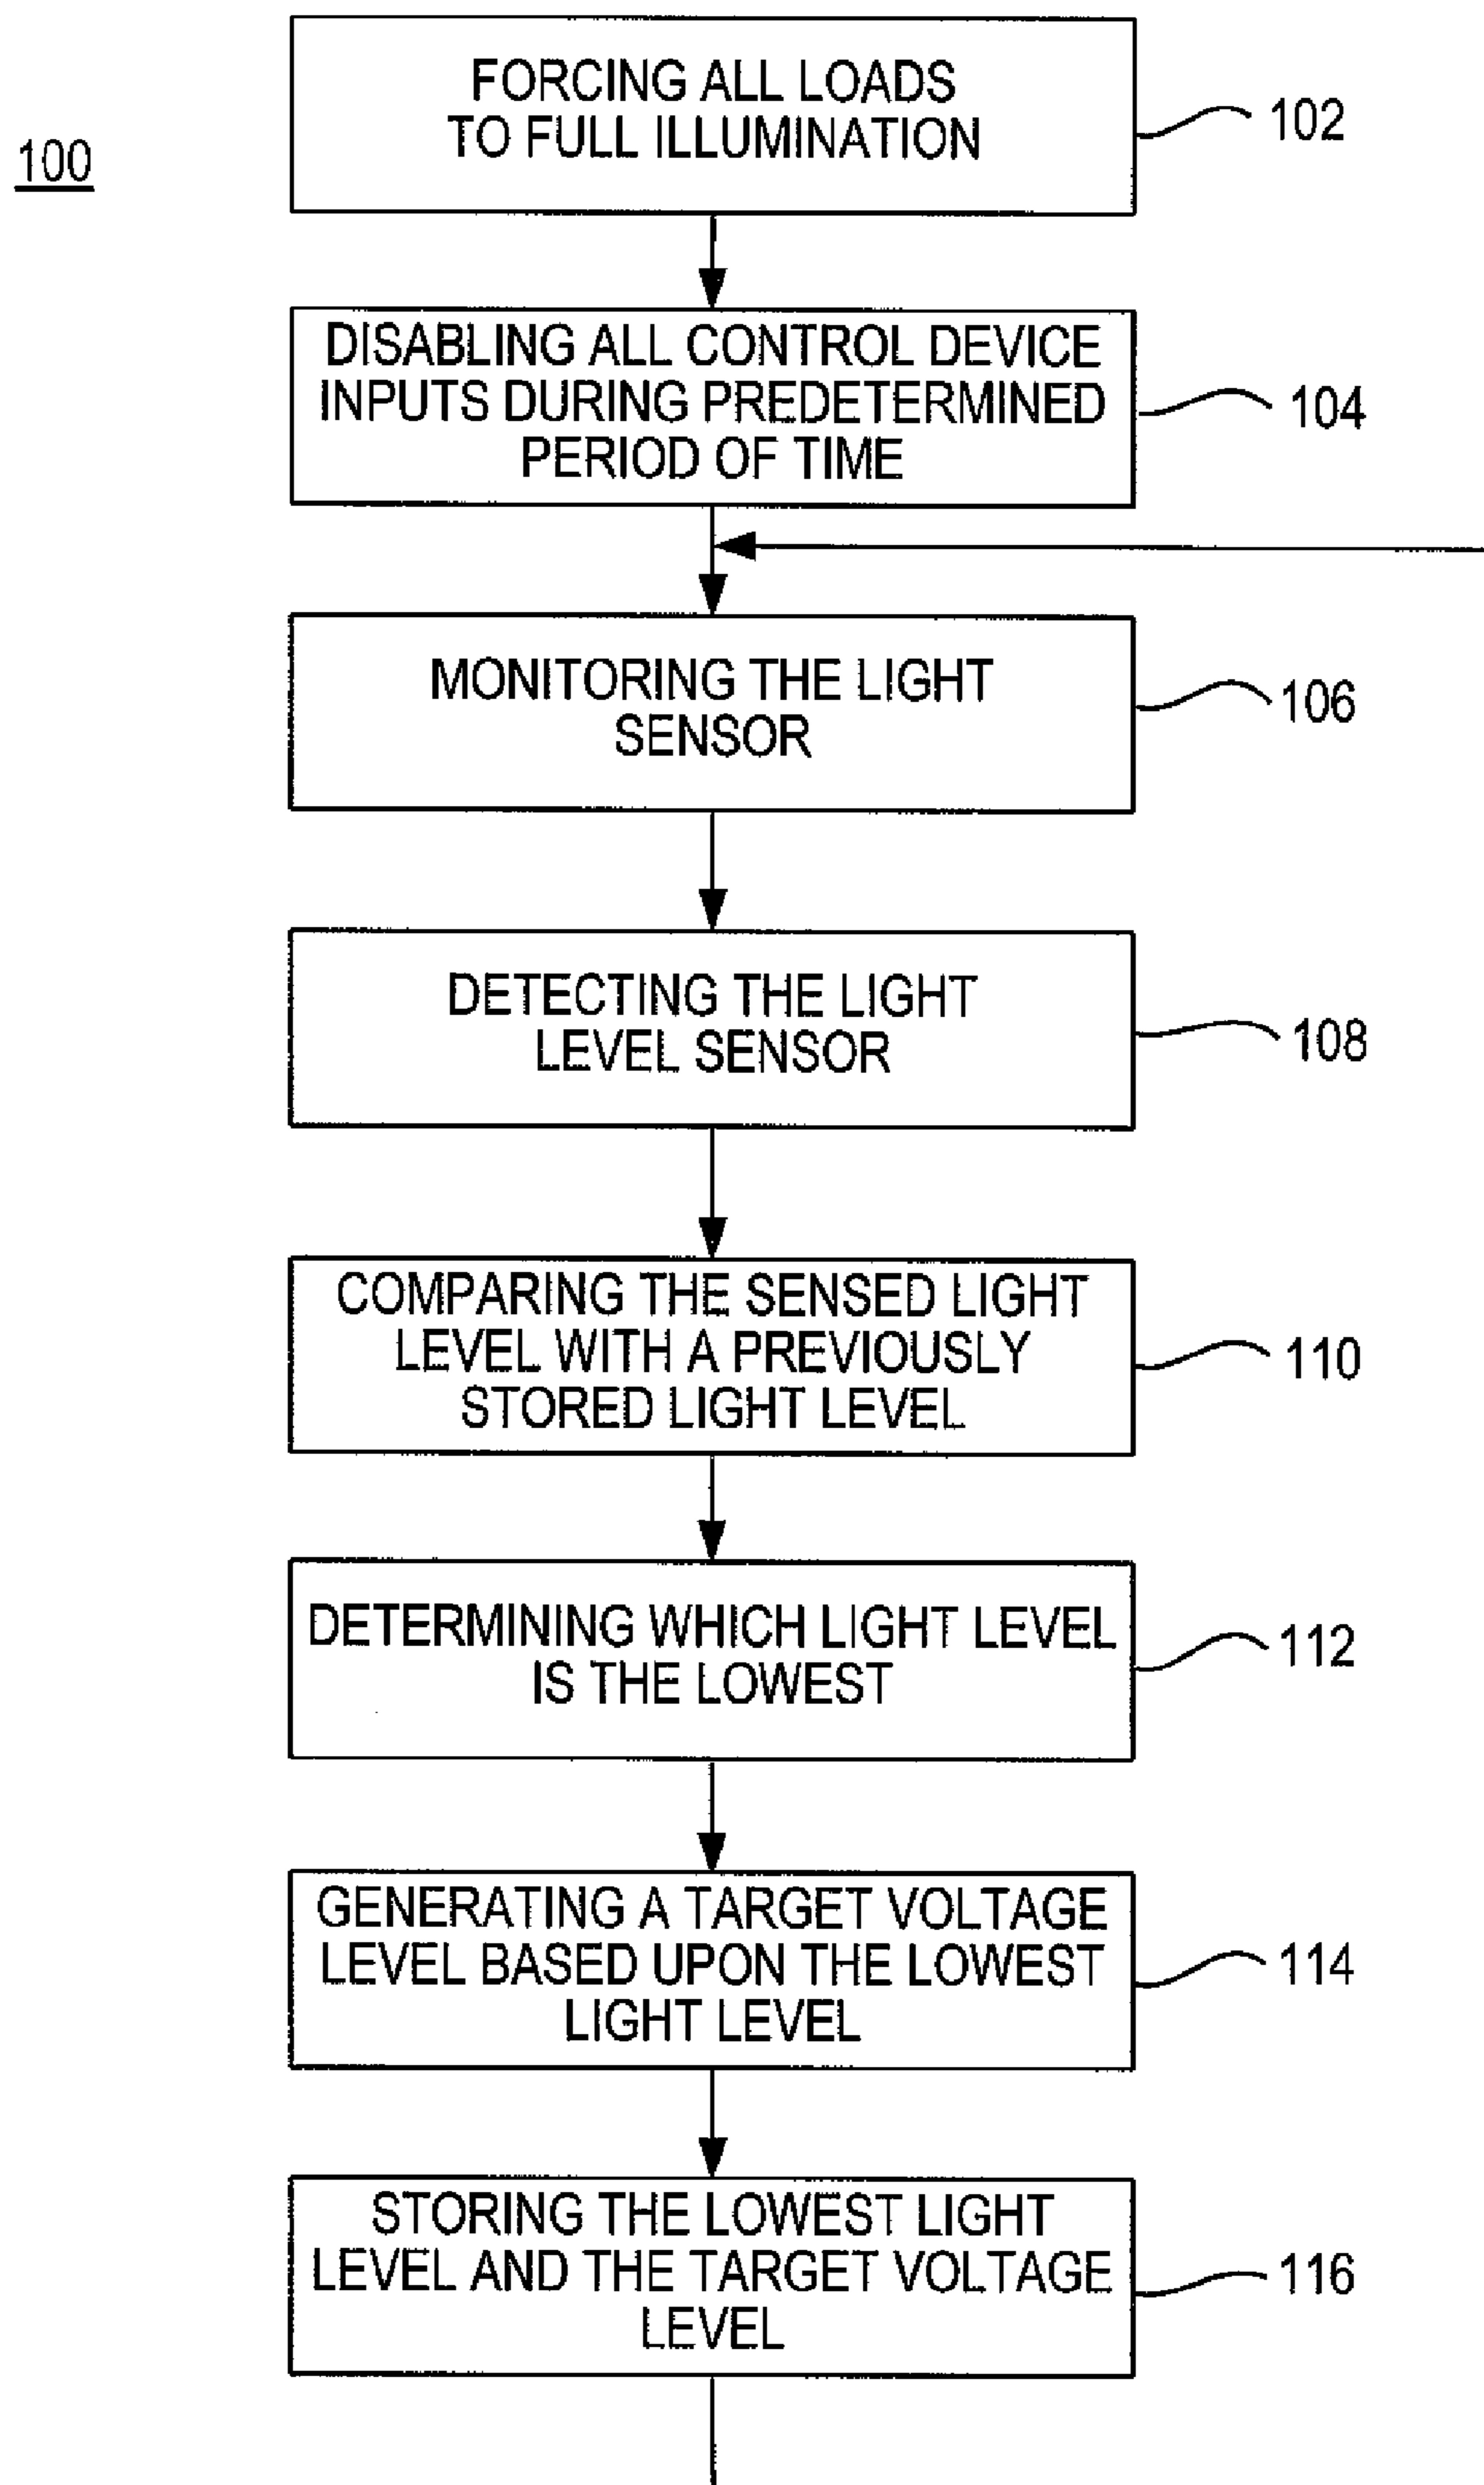 100
FORCING ALL LOADS
TO FULL ILLUMINATION
102
DISABLING ALL CONTROL DEVICE
INPUTS DURING PREDETERMINED
PERIOD OF TIME
104
MONITORING THE LIGHT
SENSOR
106
DETECTING THE LIGHT
LEVEL SENSOR
108
COMPARING THE SENSED LIGHT
LEVEL WITH A PREVIOUSLY
STORED LIGHT LEVEL
110
DETERMINING WHICH LIGHT LEVEL
IS THE LOWEST
112
GENERATING A TARGET VOLTAGE
LEVEL BASED UPON THE LOWEST
LIGHT LEVEL
114
STORING THE LOWEST LIGHT
LEVEL AND THE TARGET VOLTAGE
LEVEL
116